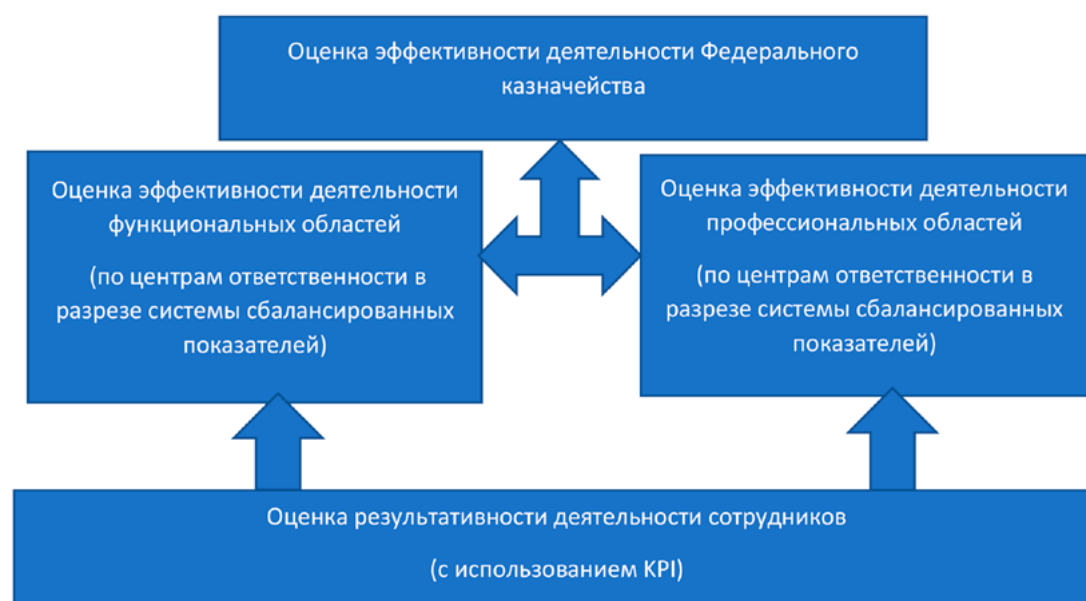 Оценка эффективности деятельности Федерального
казначейства
Оценка эффективности деятельности
функциональных областей
(по центрам ответственности в
разрезе системы сбалансированных
показателей)
Оценка эффективности деятельности
профессиональных областей
(по центрам ответственности в
разрезе системы сбалансированных
показателей)
Оценка результативности деятельности сотрудников
(с использованием KPI)